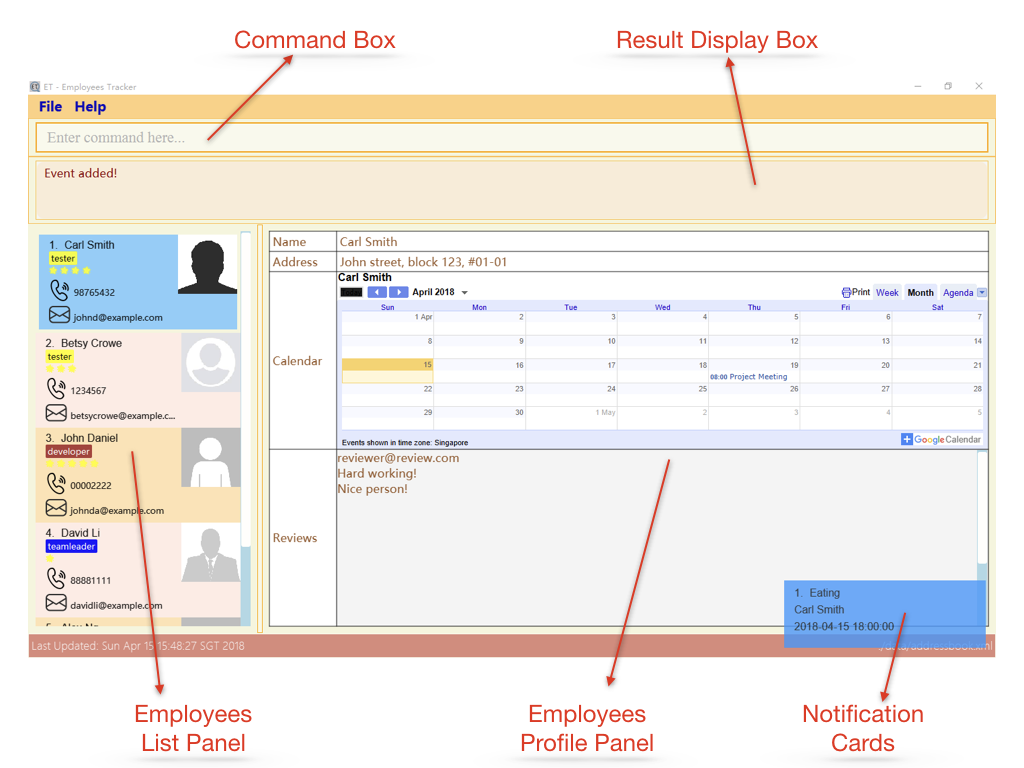 Command Box
Result Display Box
ET - Employees Tracker
File Help
Enter command here...
Event added!
1. Carl Smith
tester
98765432
johnd@example.com
2. Betsy Crowe
tester
1234567
betsycrowe@example.c...
3. John Daniel
developer
00002222
johnda@example.com
4. David Li
teamleader
88881111
davidli@example.com
Name
Carl Smith
Address
John street, block 123, #01-01
Calendar
Carl Smith
April 2018
Print Week Month Agenda
Sun Mon Tue Wed Thu Fri Sat
1 Apr 2 3 4 5 6 7
8 9 10 11 12 13 14
15 16 17 18 19 20 21
08:00 Project Meeting
22 23 24 25 26 27 28
29 30 1 May 2 3 4 5
Events shown in time zone: Singapore
Google Calendar
Reviews
reviewer@review.com
Hard working!
Nice person!
1. Eating
Carl Smith
2018-04-15 18:00:00
Last Updated: Sun Apr 15 15:48:27 SGT 2018
Employees
List Panel
Employees
Profile Panel
Notification
Cards